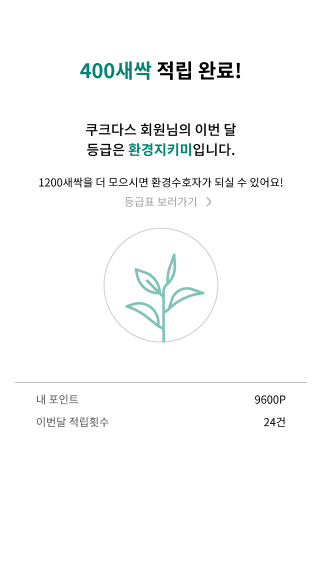 400새싹 적립 완료!
쿠크다스 회원님의 이번 달
등급은 환경지키미입니다.
1200새싹을 더 모으시면 환경수호자가 되실 수 있어요!
등급표 보러가기 >
내 포인트 9600P
이번달 적립횟수 24건